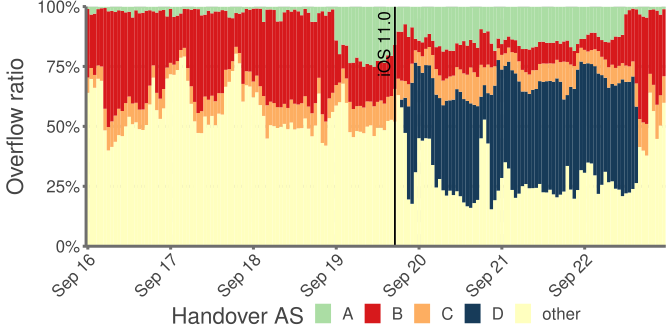 100%
75%
50%
25%
0%
Overflow ratio
iOS 11.0
Sep 16
Sep 17
Sep 18
Sep 19
Sep 20
Sep 21
Sep 22
Handover AS A B C D other